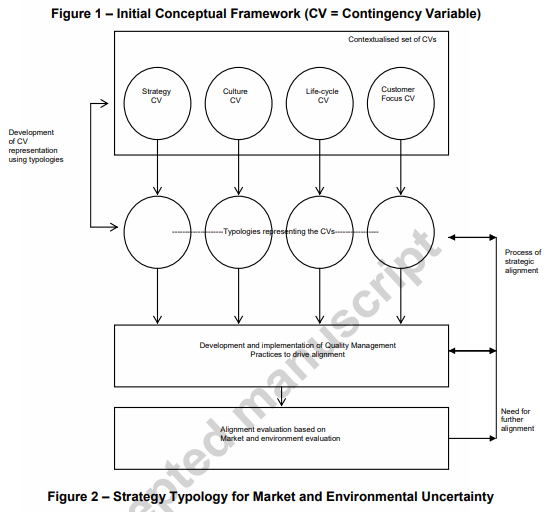 Figure 1 – Initial Conceptual Framework (CV = Contingency Variable)
Contextualised set of CVs
Strategy
CV
Culture
CV
Life-cycle
CV
Customer
Focus CV
Development
of CV
representation
using typologies
Typologies representing the CVs
Process of
strategic
alignment
Development and implementation of Quality Management
Practices to drive alignment
Need for
further
alignment
Alignment evaluation based on
Market and environment evaluation
epted manuscript
Figure 2 – Strategy Typology for Market and Environmental Uncertainty